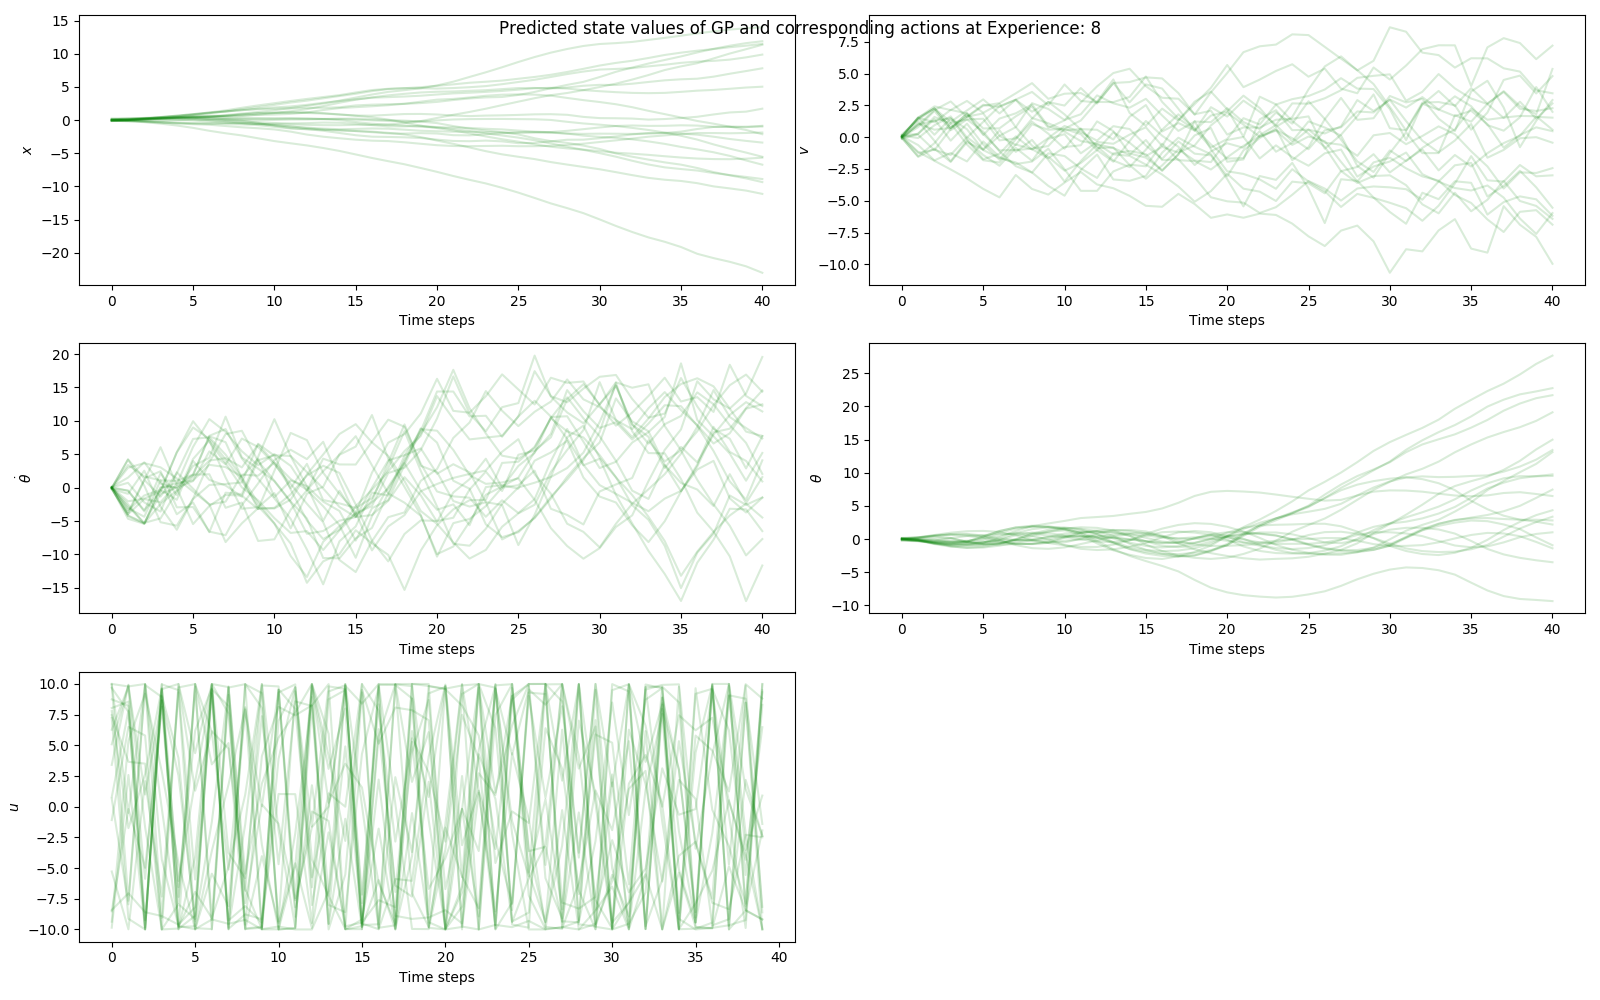 Predicted state values of GP and corresponding actions at Experience: 8
15
10
5
0
−5
−10
−15
−20
x
0 5 10 15 20 25 30 35 40
Time steps
7.5
5.0
2.5
0.0
−2.5
−5.0
−7.5
−10.0
v
0 5 10 15 20 25 30 35 40
Time steps
20
15
10
5
0
−5
−10
−15
θ̇
0 5 10 15 20 25 30 35 40
Time steps
25
20
15
10
5
0
−5
−10
θ
0 5 10 15 20 25 30 35 40
Time steps
10.0
7.5
5.0
2.5
0.0
−2.5
−5.0
−7.5
−10.0
u
0 5 10 15 20 25 30 35 40
Time steps